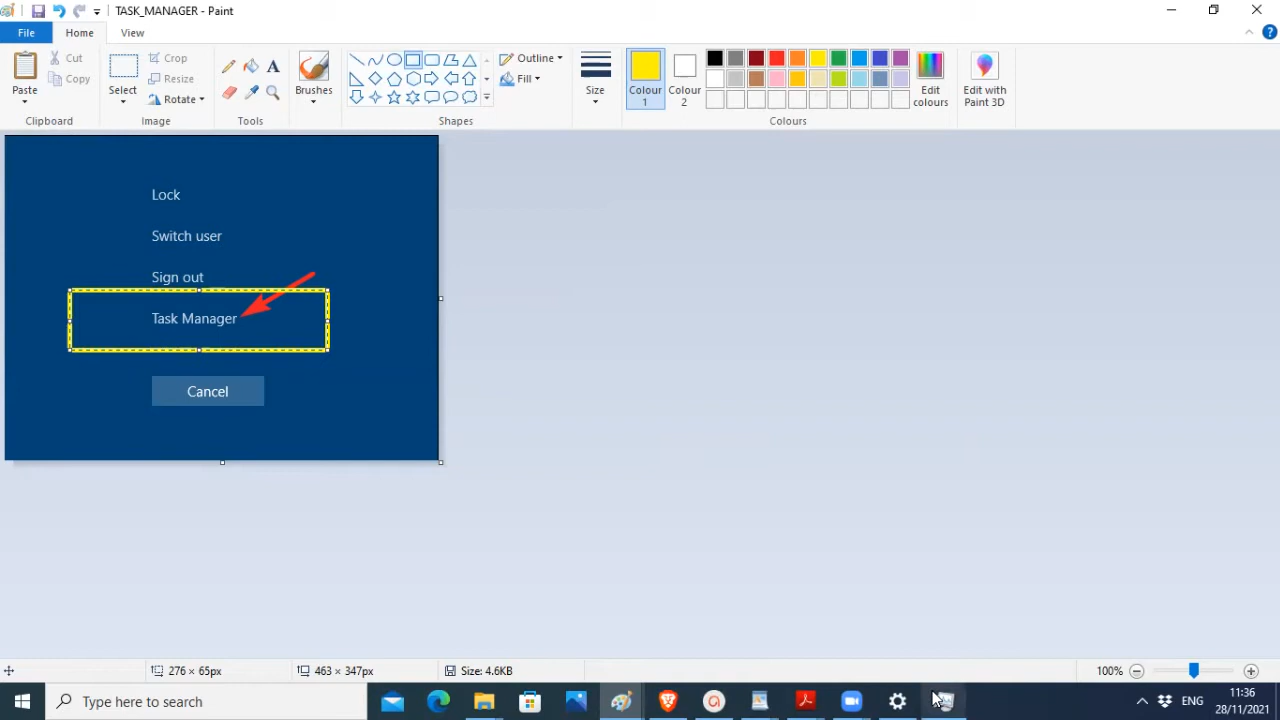 TASK_MANAGER - Paint
File Home View
Paste
Cut
Copy
Clipboard
Select
Crop
Resize
Rotate
Image
A
Tools
Brushes
Shapes
Outline
Fill
Size
Colour 1
Colour 2
Edit colours
Colours
Edit with Paint 3D
Lock
Switch user
Sign out
Task Manager
Cancel
276 × 65px
463 × 347px
Size: 4.6KB
100%
Type here to search
ENG
11:36
28/11/2021